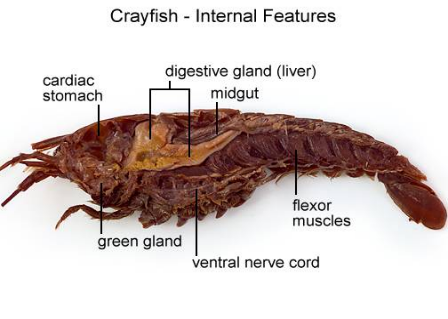 Crayfish - Internal Features
digestive gland (liver)
cardiac
stomach
midgut
flexor
muscles
green gland
ventral nerve cord